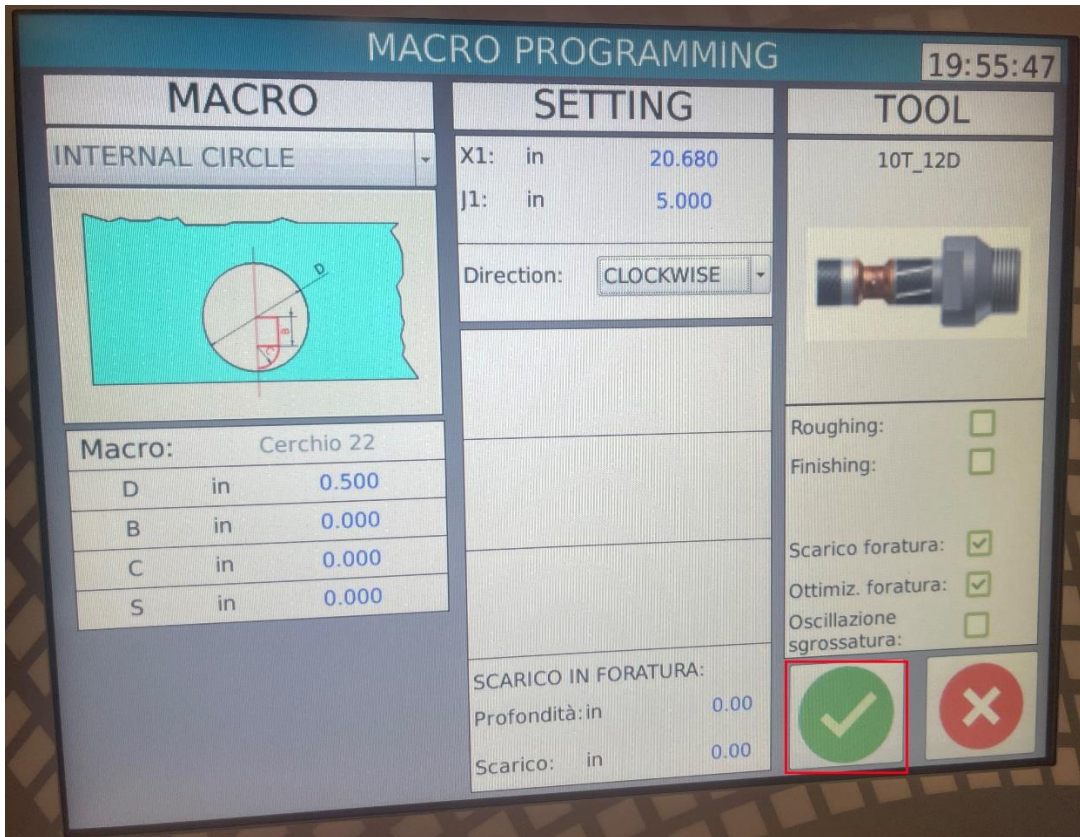 MACRO PROGRAMMING
19:55:47
MACRO
INTERNAL CIRCLE
D
B
C
Macro: Cerchio 22
D in 0.500
B in 0.000
C in 0.000
S in 0.000
SETTING
X1: in 20.680
J1: in 5.000
Direction: CLOCKWISE
SCARICO IN FORATURA:
Profondità: in 0.00
Scarico: in 0.00
TOOL
10T_12D
Roughing:
Finishing:
Scarico foratura:
Ottimiz. foratura:
Oscillazione
sgrossatura: